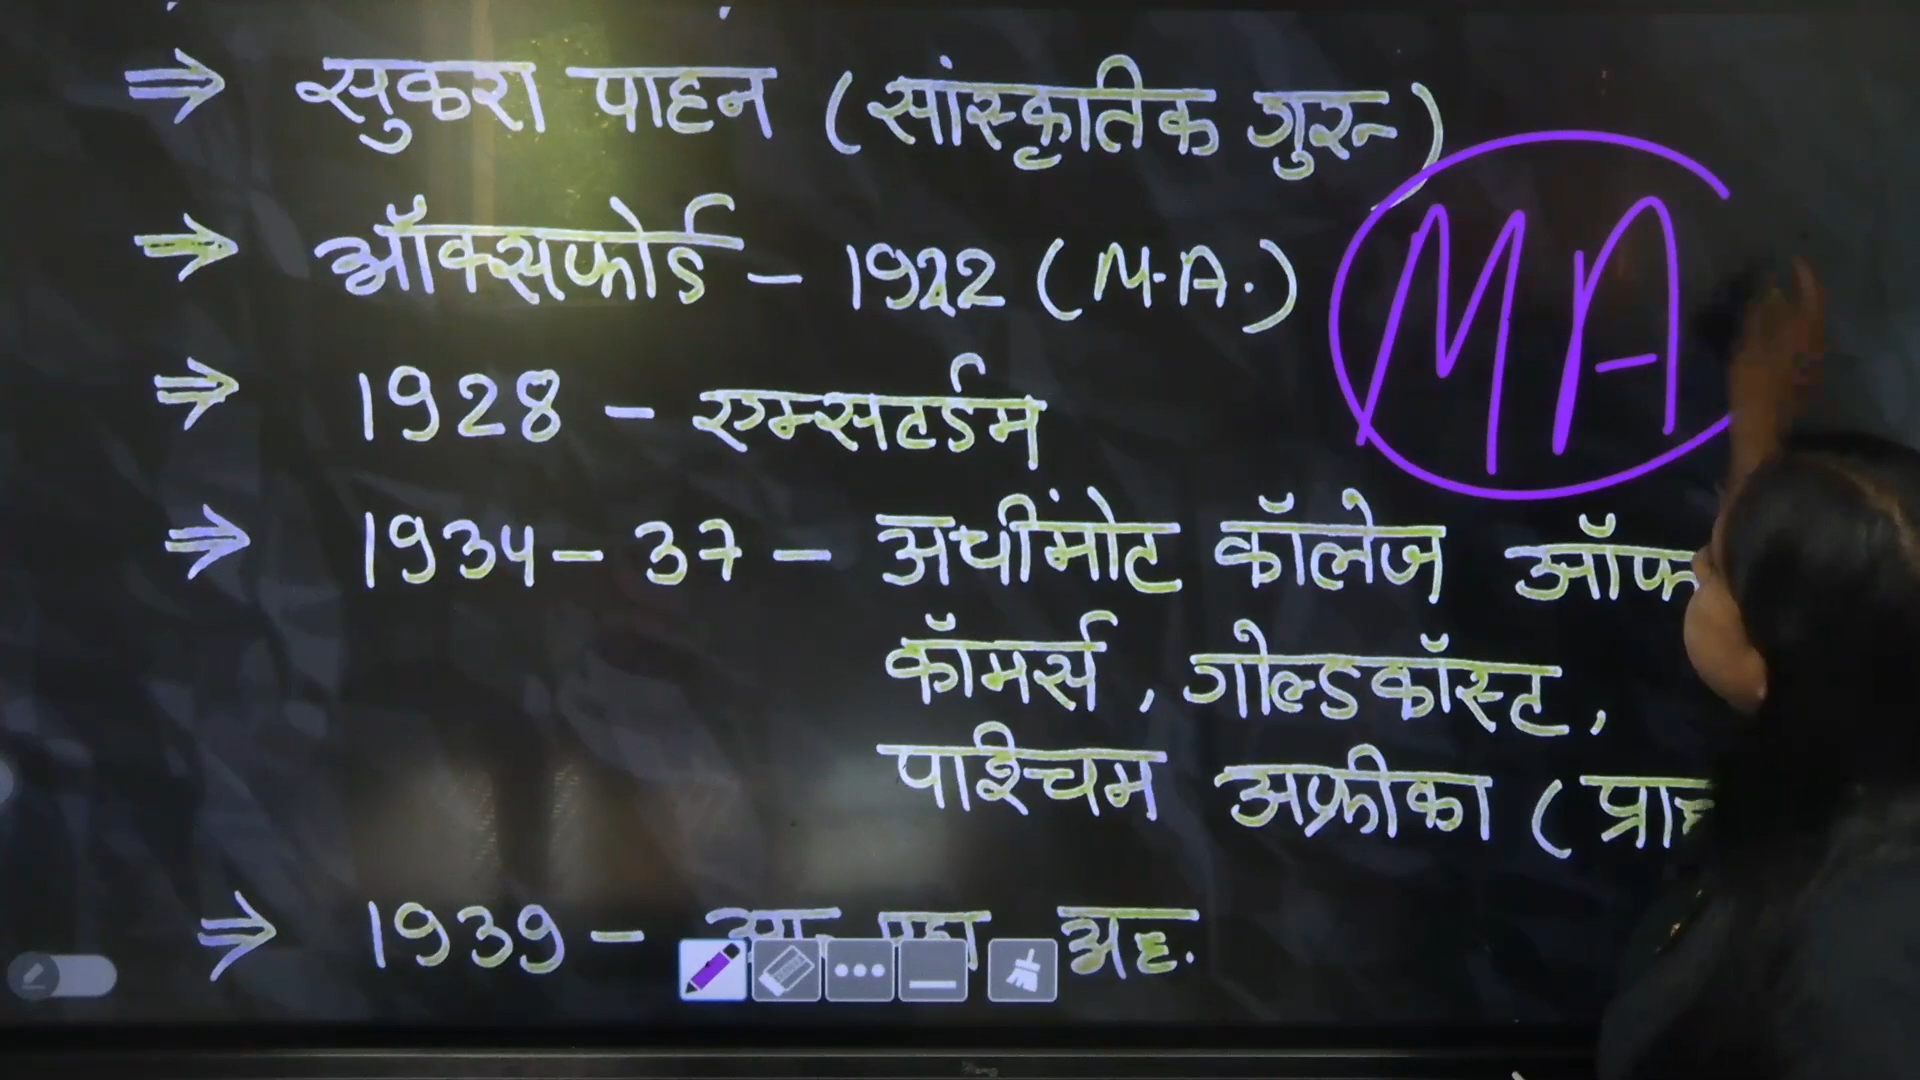 ⇒ सुकरा पाहन (सांस्कृतिक गुरु)
⇒ ऑक्सफोर्ड - 1922 (M.A.)
MA
⇒ 1928 - एम्सटर्डम
⇒ 1934-37 - अचीमोंट कॉलेज ऑफ
कॉमर्स, गोल्डकॉस्ट,
पश्चिम अफ्रीका (
⇒ 1939 - अह.